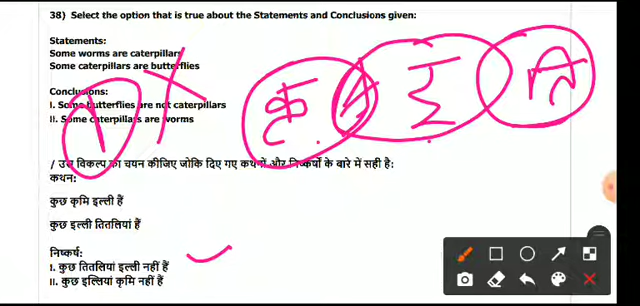 38) Select the option that is true about the Statements and Conclusions given:
Statements:
Some worms are caterpillars
Some caterpillars are butterflies
Conclusions:
I. Some butterflies are not caterpillars
II. Some caterpillars are worms
कृ इ ति
/ उस विकल्प का चयन कीजिए जोकि दिए गए कथनों और निष्कर्षों के बारे में सही है:
कथन:
कुछ कृमि इल्ली हैं
कुछ इल्ली तितलियां हैं
निष्कर्ष:
I. कुछ तितलियां इल्ली नहीं हैं
II. कुछ इल्लियां कृमि नहीं हैं